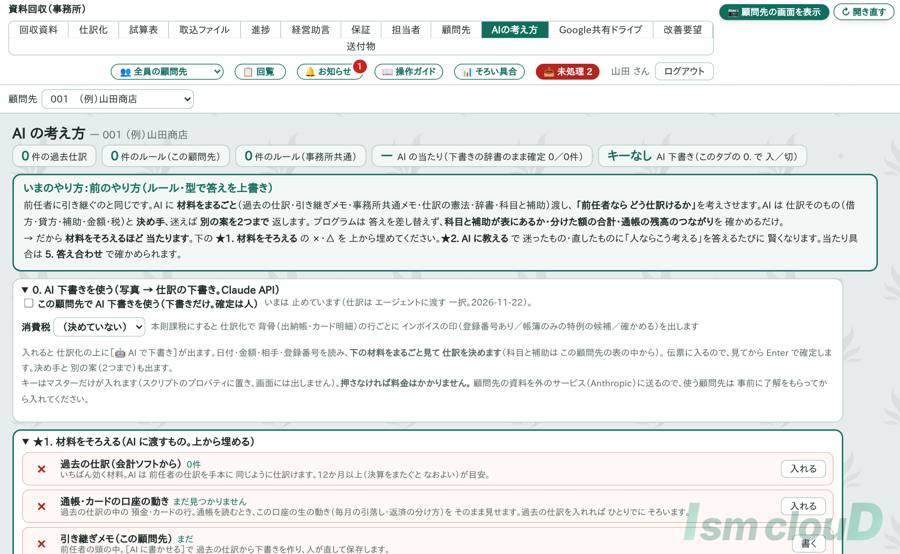 資料回収（事務所）
📷 顧客先の画面を表示
↻ 開き直す
回収資料 仕訳化 試算表 取込ファイル 進捗 経営助言 保証 担当者 顧問先 AIの考え方 Google共有ドライブ 改善要望
送付物
👥 全員の顧問先 📋 回覧 🔔 お知らせ 1 📖 操作ガイド 📊 そろい具合 📥 未処理 2 山田 さん ログアウト
顧問先 001 （例）山田商店
AI の考え方 — 001 （例）山田商店
0 件の過去仕訳 0 件のルール（この顧問先） 0 件のルール（事務所共通） — AI の当たり（下書きの辞書のまま確定 0／0件） キーなし AI 下書き（このタブの 0. で 入／切）
いまのやり方：前のやり方（ルール・型で答えを上書き）
前任者に引き継ぐのと同じです。AI に 材料をまるごと（過去の仕訳・引き継ぎメモ・事務所共通メモ・仕訳の憲法・辞書・科目と補助）渡し、「前任者なら どう仕訳けるか」を考えさせます。AI は 仕訳そのもの（借
方・貸方・補助・金額・税）と 決め手、迷えば 別の案を2つまで 返します。 プログラムは 答えを差し替えず、科目と補助が表にあるか・分けた額の合計・通帳の残高のつながりを 確かめるだけ。
→ だから 材料をそろえるほど 当たります。下の ★1. 材料をそろえる の ×・△ を 上から埋めてください。★2. AI に教える で 迷ったもの・直したものに「人ならこう考える」を答えるたびに 賢くなります。当たり具
合は 5. 答え合わせ で確かめられます。
▼ 0. AI 下書きを使う（写真 → 仕訳の下書き。Claude API）
この顧問先で AI 下書きを使う（下書きだけ。確定は人） いまは 止めています（仕訳は エージェントに渡す 一択。2026-11-22）。
消費税 （決めていない） 本則課税にすると 仕訳化で 背骨（出納帳・カード明細）の行ごとに インボイスの印（登録番号あり／帳簿のみの特例の候補／確かめる）を出します
入れると 仕訳化の上に［🤖 AI で下書き］が出ます。日付・金額・相手・登録番号を読み、下の材料をまるごと見て 仕訳を決めます（科目と補助は この顧問先の表の中から）。 伝票に入るので、見てから Enter で確定しま
す。決め手と 別の案（2つまで）も出ます。
キーはマスターだけが入れます（スクリプトのプロパティに置き、画面には出しません）。押さなければ料金はかかりません。 顧問先の資料を外のサービス（Anthropic）に送るので、使う顧問先は 事前に了解をもらってか
ら入れてください。
▼ ★1. 材料をそろえる（AI に渡すもの。上から埋める）
× 過去の仕訳（会計ソフトから） 0件 入れる
いちばん効く材料。AI は 前任者の仕訳を手本に 同じように仕訳けます。12か月以上（決算をまたぐと なおよい）が目安。
× 通帳・カードの口座の動き まだ見つかりません 入れる
過去の仕訳の中の 預金・カードの行。通帳を読むとき、この口座の生の動き（毎月の引落し・返済の分け方）を そのまま見せます。過去の仕訳を入れれば ひとりでに そろいます。
× 引き継ぎメモ（この顧問先） まだ 書く
前任者の頭の中。［AI に書かせる］で 過去の仕訳から下書きを作り、人が直して保存します。
Ism clouD